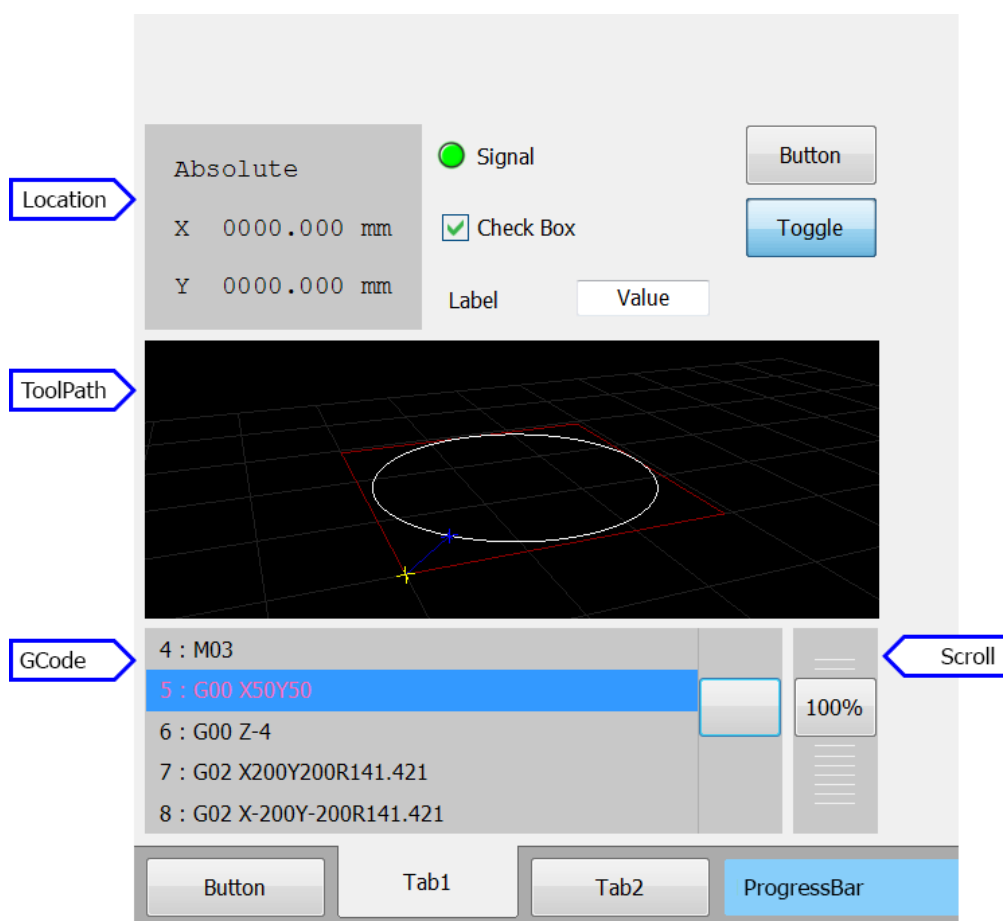 Absolute
X 0000.000 mm
Y 0000.000 mm
Signal
Check Box
Label Value
Button
Toggle
Location
ToolPath
GCode
4 : M03
5 : G00 X50Y50
6 : G00 Z-4
7 : G02 X200Y200R141.421
8 : G02 X-200Y-200R141.421
100%
Scroll
Button
Tab1
Tab2
ProgressBar